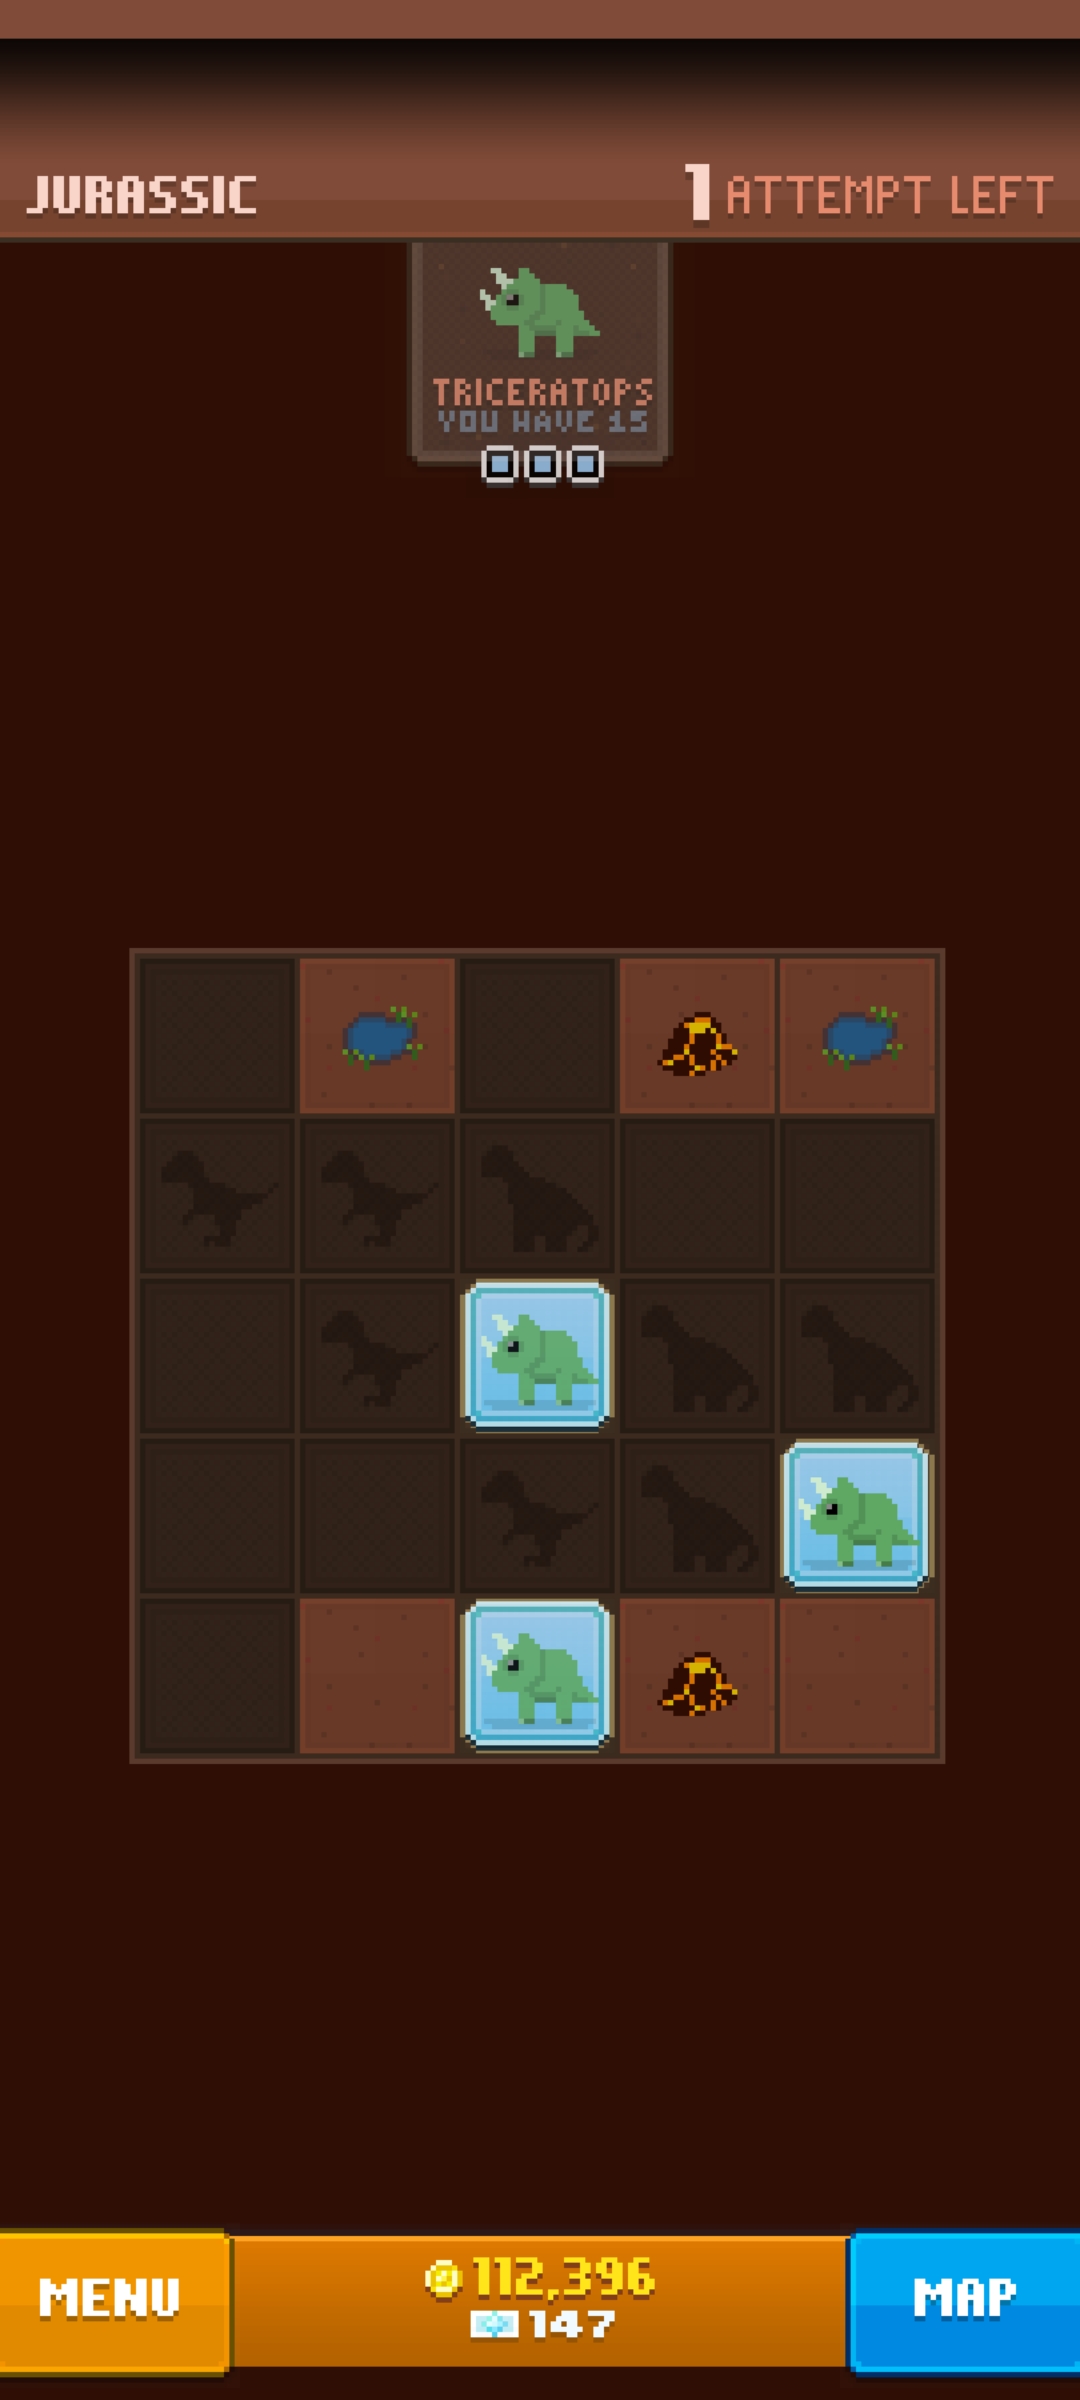 JURASSIC
1 ATTEMPT LEFT
TRICERATOPS
YOU HAVE 15
MENU
112,396
147
MAP